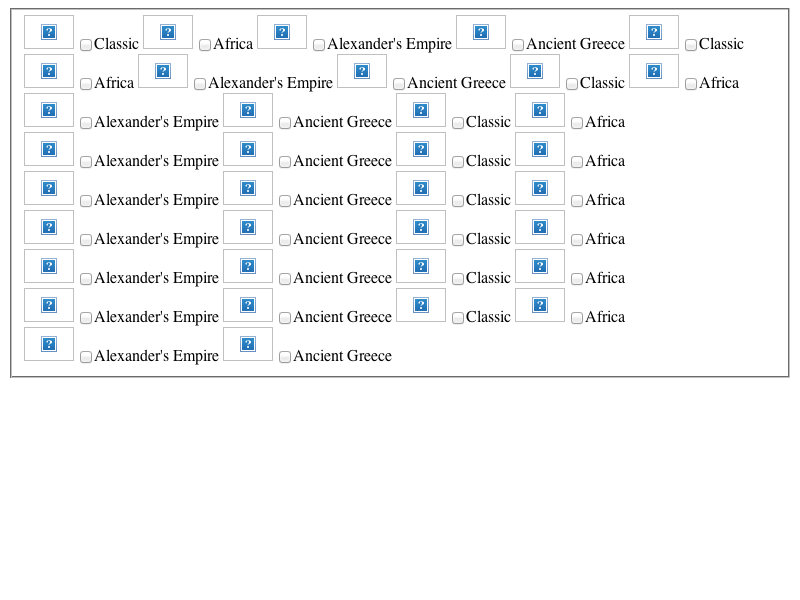 Classic Africa Alexander's Empire Ancient Greece Classic
Africa Alexander's Empire Ancient Greece Classic Africa
Alexander's Empire Ancient Greece Classic Africa
Alexander's Empire Ancient Greece Classic Africa
Alexander's Empire Ancient Greece Classic Africa
Alexander's Empire Ancient Greece Classic Africa
Alexander's Empire Ancient Greece Classic Africa
Alexander's Empire Ancient Greece Classic Africa
Alexander's Empire Ancient Greece